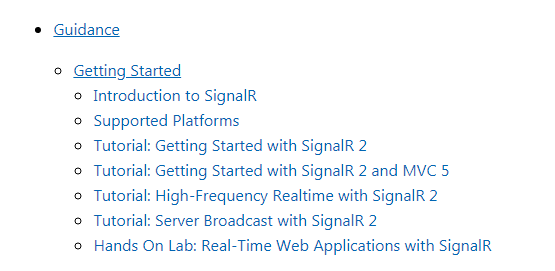 Guidance
Getting Started
Introduction to SignalR
Supported Platforms
Tutorial: Getting Started with SignalR 2
Tutorial: Getting Started with SignalR 2 and MVC 5
Tutorial: High-Frequency Realtime with SignalR 2
Tutorial: Server Broadcast with SignalR 2
Hands On Lab: Real-Time Web Applications with SignalR